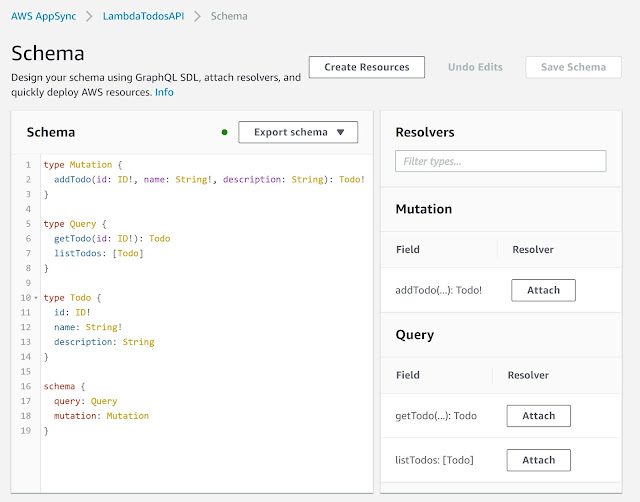 AWS AppSync > LambdaTodosAPI > Schema
Schema
Design your schema using GraphQL SDL, attach resolvers, and
quickly deploy AWS resources. Info
Create Resources
Undo Edits
Save Schema
Schema
Export schema ▼
1 type Mutation {
2 addTodo(id: ID!, name: String!, description: String): Todo!
3 }
4
5 type Query {
6 getTodo(id: ID!): Todo
7 listTodos: [Todo]
8 }
9
10 type Todo {
11 id: ID!
12 name: String!
13 description: String
14 }
15
16 schema {
17 query: Query
18 mutation: Mutation
19 }
Resolvers
Filter types...
Mutation
Field Resolver
addTodo(...): Todo! Attach
Query
Field Resolver
getTodo(...): Todo Attach
listTodos: [Todo] Attach